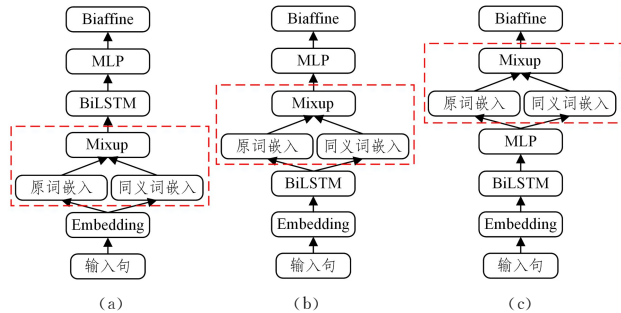 Biaffine
MLP
BiLSTM
Mixup
原词嵌入 同义词嵌入
Embedding
输入句
(a)
Biaffine
MLP
Mixup
原词嵌入 同义词嵌入
BiLSTM
Embedding
输入句
(b)
Biaffine
Mixup
原词嵌入 同义词嵌入
MLP
BiLSTM
Embedding
输入句
(c)